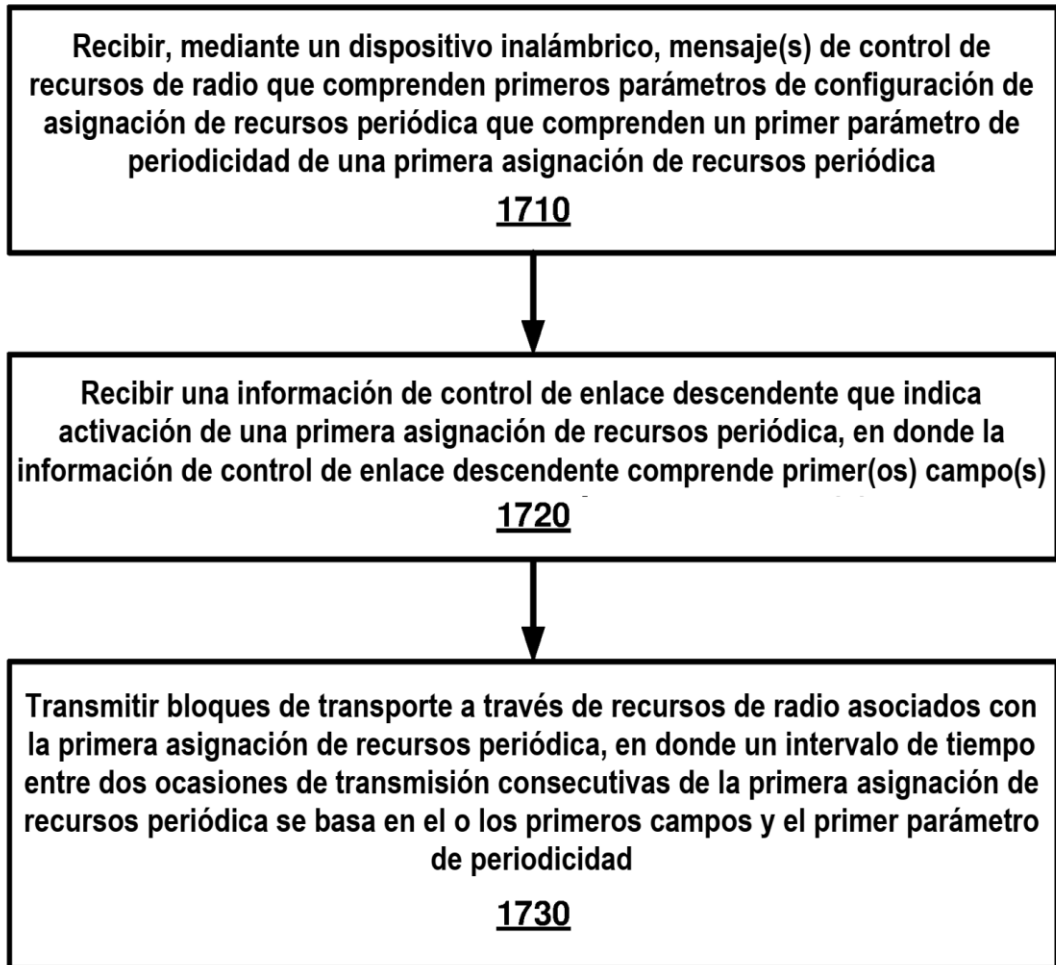 Recibir, mediante un dispositivo inalámbrico, mensaje(s) de control de
recursos de radio que comprenden primeros parámetros de configuración de
asignación de recursos periódica que comprenden un primer parámetro de
periodicidad de una primera asignación de recursos periódica
1710
Recibir una información de control de enlace descendente que indica
activación de una primera asignación de recursos periódica, en donde la
información de control de enlace descendente comprende primer(os) campo(s)
1720
Transmitir bloques de transporte a través de recursos de radio asociados con
la primera asignación de recursos periódica, en donde un intervalo de tiempo
entre dos ocasiones de transmisión consecutivas de la primera asignación de
recursos periódica se basa en el o los primeros campos y el primer parámetro
de periodicidad
1730